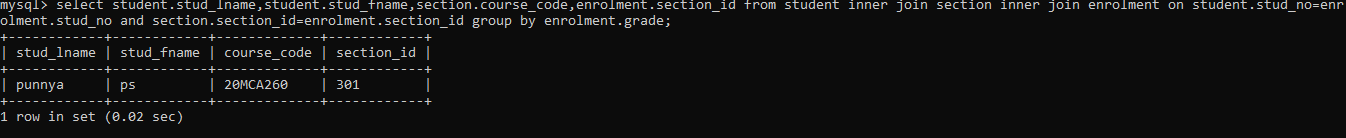 mysql> select student.stud_lname,student.stud_fname,section.course_code,enrolment.section_id from student inner join section inner join enrolment on student.stud_no=enr
olment.stud_no and section.section_id=enrolment.section_id group by enrolment.grade;
+------------+------------+-------------+------------+
| stud_lname | stud_fname | course_code | section_id |
+------------+------------+-------------+------------+
| punnya     | ps         | 20MCA260    | 301        |
+------------+------------+-------------+------------+
1 row in set (0.02 sec)